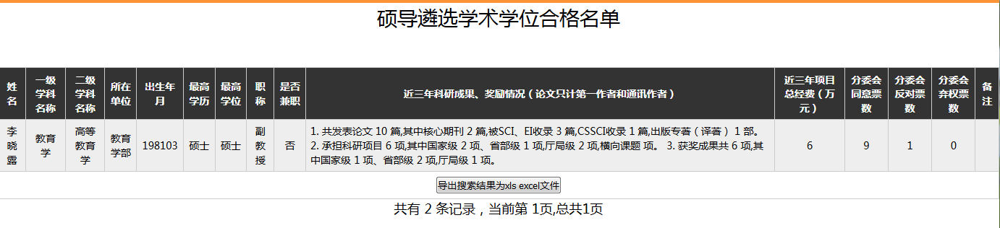 硕导遴选学术学位合格名单
姓名 一级学科名称 二级学科名称 所在单位 出生年月 最高学历 最高学位 职称 是否兼职 近三年科研成果、奖励情况（论文只计第一作者和通讯作者） 近三年项目总经费（万元） 分委会同意票数 分委会反对票数 分委会弃权票数 备注
李晓露 教育学 高等教育学 教育学部 198103 硕士 硕士 副教授 否
1. 共发表论文 10 篇,其中核心期刊 2 篇,被SCI、EI收录 3 篇,CSSCI收录 1 篇,出版专著（译著） 1 部。
2. 承担科研项目 6 项,其中国家级 2 项、省部级 1 项,厅局级 2 项,横向课题 项。 3. 获奖成果共 6 项,其
中国家级 1 项、省部级 2 项,厅局级 1 项。
6 9 1 0
导出搜索结果为xls excel文件
共有 2 条记录，当前第 1页,总共1页